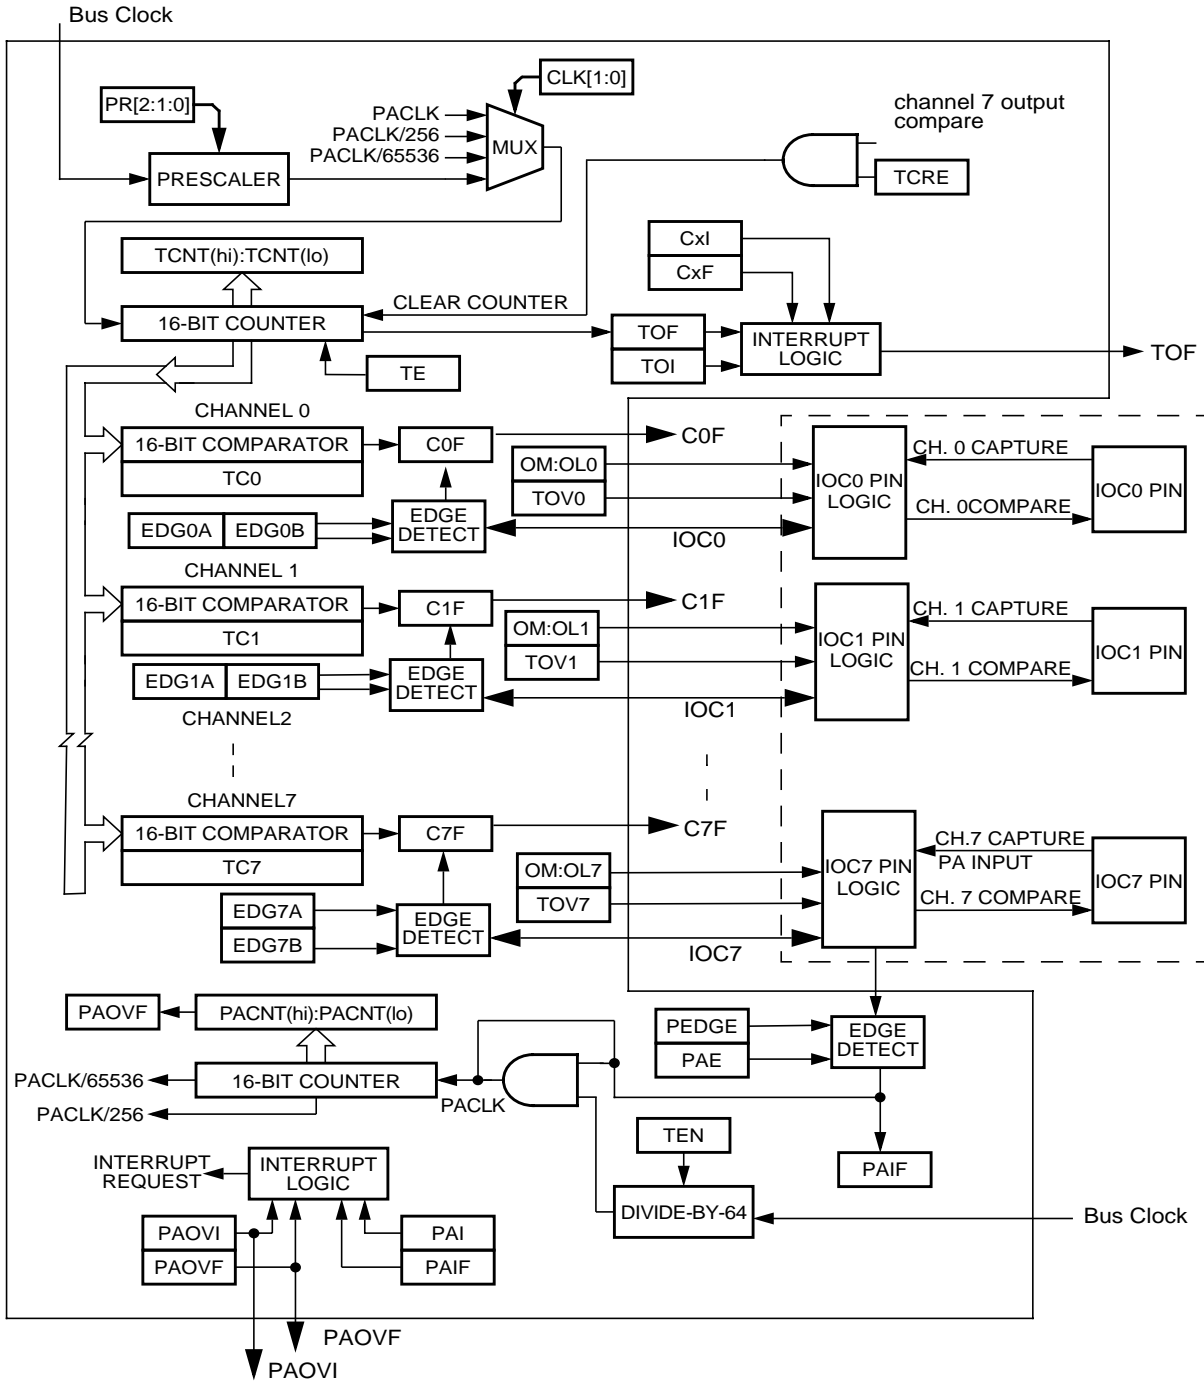 Bus Clock
CLK[1:0]
PR[2:1:0]
PACLK
PACLK/256
PACLK/65536
MUX
PRESCALER
channel 7 output
compare
TCRE
TCNT(hi):TCNT(lo)
CxI
CxF
CLEAR COUNTER
16-BIT COUNTER
TE
TOF
TOI
INTERRUPT
LOGIC
TOF
CHANNEL 0
16-BIT COMPARATOR
TC0
C0F
C0F
OM:OL0
TOV0
EDG0A
EDG0B
EDGE
DETECT
IOC0
IOC0 PIN
LOGIC
CH. 0 CAPTURE
CH. 0COMPARE
IOC0 PIN
CHANNEL 1
16-BIT COMPARATOR
TC1
C1F
C1F
OM:OL1
TOV1
EDG1A
EDG1B
EDGE
DETECT
IOC1
IOC1 PIN
LOGIC
CH. 1 CAPTURE
CH. 1 COMPARE
IOC1 PIN
CHANNEL2
CHANNEL7
16-BIT COMPARATOR
TC7
C7F
C7F
OM:OL7
TOV7
EDG7A
EDG7B
EDGE
DETECT
IOC7
IOC7 PIN
LOGIC
CH.7 CAPTURE
PA INPUT
CH. 7 COMPARE
IOC7 PIN
PAOVF
PACNT(hi):PACNT(lo)
PEDGE
PAE
EDGE
DETECT
PACLK/65536
16-BIT COUNTER
PACLK
PACLK/256
TEN
PAIF
INTERRUPT
REQUEST
INTERRUPT
LOGIC
DIVIDE-BY-64
Bus Clock
PAOVI
PAOVF
PAI
PAIF
PAOVF
PAOVI